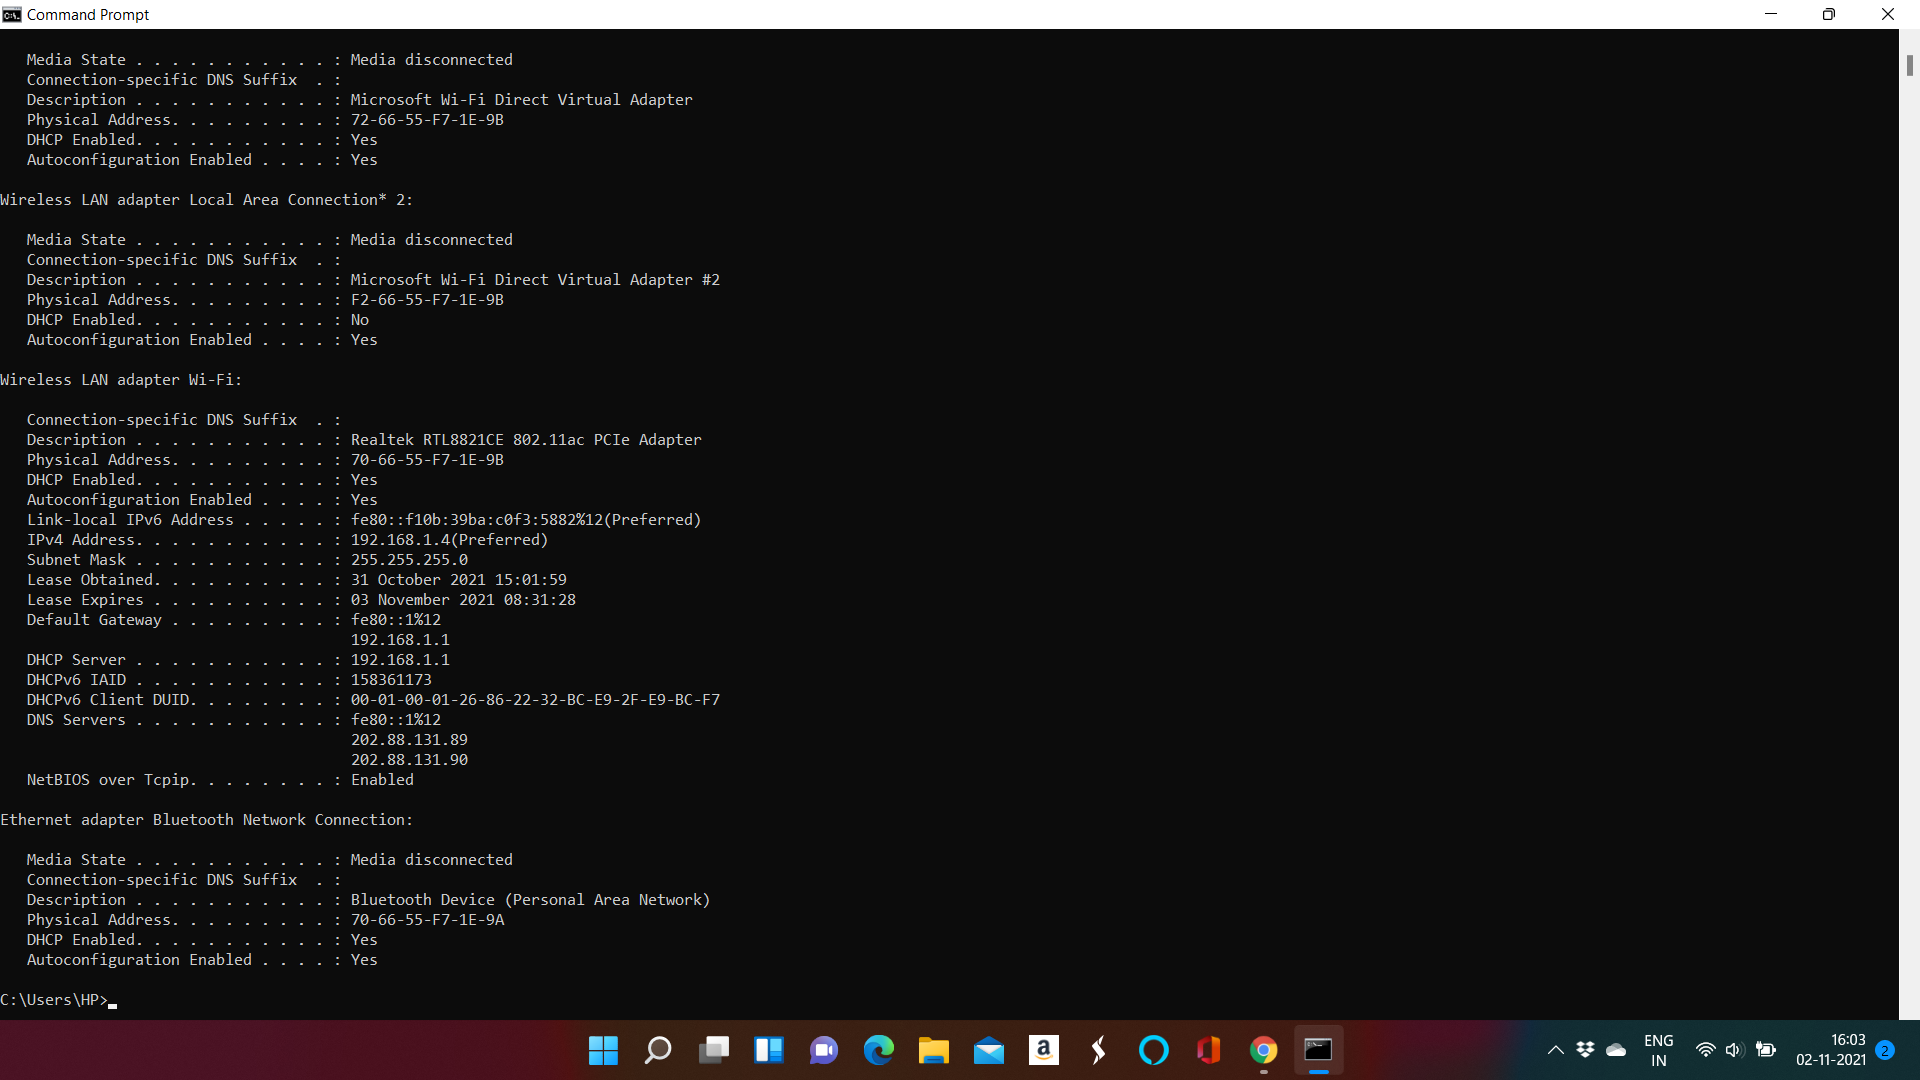 Command Prompt
   Media State . . . . . . . . . . . : Media disconnected
   Connection-specific DNS Suffix  . :
   Description . . . . . . . . . . . : Microsoft Wi-Fi Direct Virtual Adapter
   Physical Address. . . . . . . . . : 72-66-55-F7-1E-9B
   DHCP Enabled. . . . . . . . . . . : Yes
   Autoconfiguration Enabled . . . . : Yes
Wireless LAN adapter Local Area Connection* 2:
   Media State . . . . . . . . . . . : Media disconnected
   Connection-specific DNS Suffix  . :
   Description . . . . . . . . . . . : Microsoft Wi-Fi Direct Virtual Adapter #2
   Physical Address. . . . . . . . . : F2-66-55-F7-1E-9B
   DHCP Enabled. . . . . . . . . . . : No
   Autoconfiguration Enabled . . . . : Yes
Wireless LAN adapter Wi-Fi:
   Connection-specific DNS Suffix  . :
   Description . . . . . . . . . . . : Realtek RTL8821CE 802.11ac PCIe Adapter
   Physical Address. . . . . . . . . : 70-66-55-F7-1E-9B
   DHCP Enabled. . . . . . . . . . . : Yes
   Autoconfiguration Enabled . . . . : Yes
   Link-local IPv6 Address . . . . . : fe80::f10b:39ba:c0f3:5882%12(Preferred)
   IPv4 Address. . . . . . . . . . . : 192.168.1.4(Preferred)
   Subnet Mask . . . . . . . . . . . : 255.255.255.0
   Lease Obtained. . . . . . . . . . : 31 October 2021 15:01:59
   Lease Expires . . . . . . . . . . : 03 November 2021 08:31:28
   Default Gateway . . . . . . . . . : fe80::1%12
                                       192.168.1.1
   DHCP Server . . . . . . . . . . . : 192.168.1.1
   DHCPv6 IAID . . . . . . . . . . . : 158361173
   DHCPv6 Client DUID. . . . . . . . : 00-01-00-01-26-86-22-32-BC-E9-2F-E9-BC-F7
   DNS Servers . . . . . . . . . . . : fe80::1%12
                                       202.88.131.89
                                       202.88.131.90
   NetBIOS over Tcpip. . . . . . . . : Enabled
Ethernet adapter Bluetooth Network Connection:
   Media State . . . . . . . . . . . : Media disconnected
   Connection-specific DNS Suffix  . :
   Description . . . . . . . . . . . : Bluetooth Device (Personal Area Network)
   Physical Address. . . . . . . . . : 70-66-55-F7-1E-9A
   DHCP Enabled. . . . . . . . . . . : Yes
   Autoconfiguration Enabled . . . . : Yes
C:\Users\HP>
a
ENG
IN
16:03
02-11-2021
2